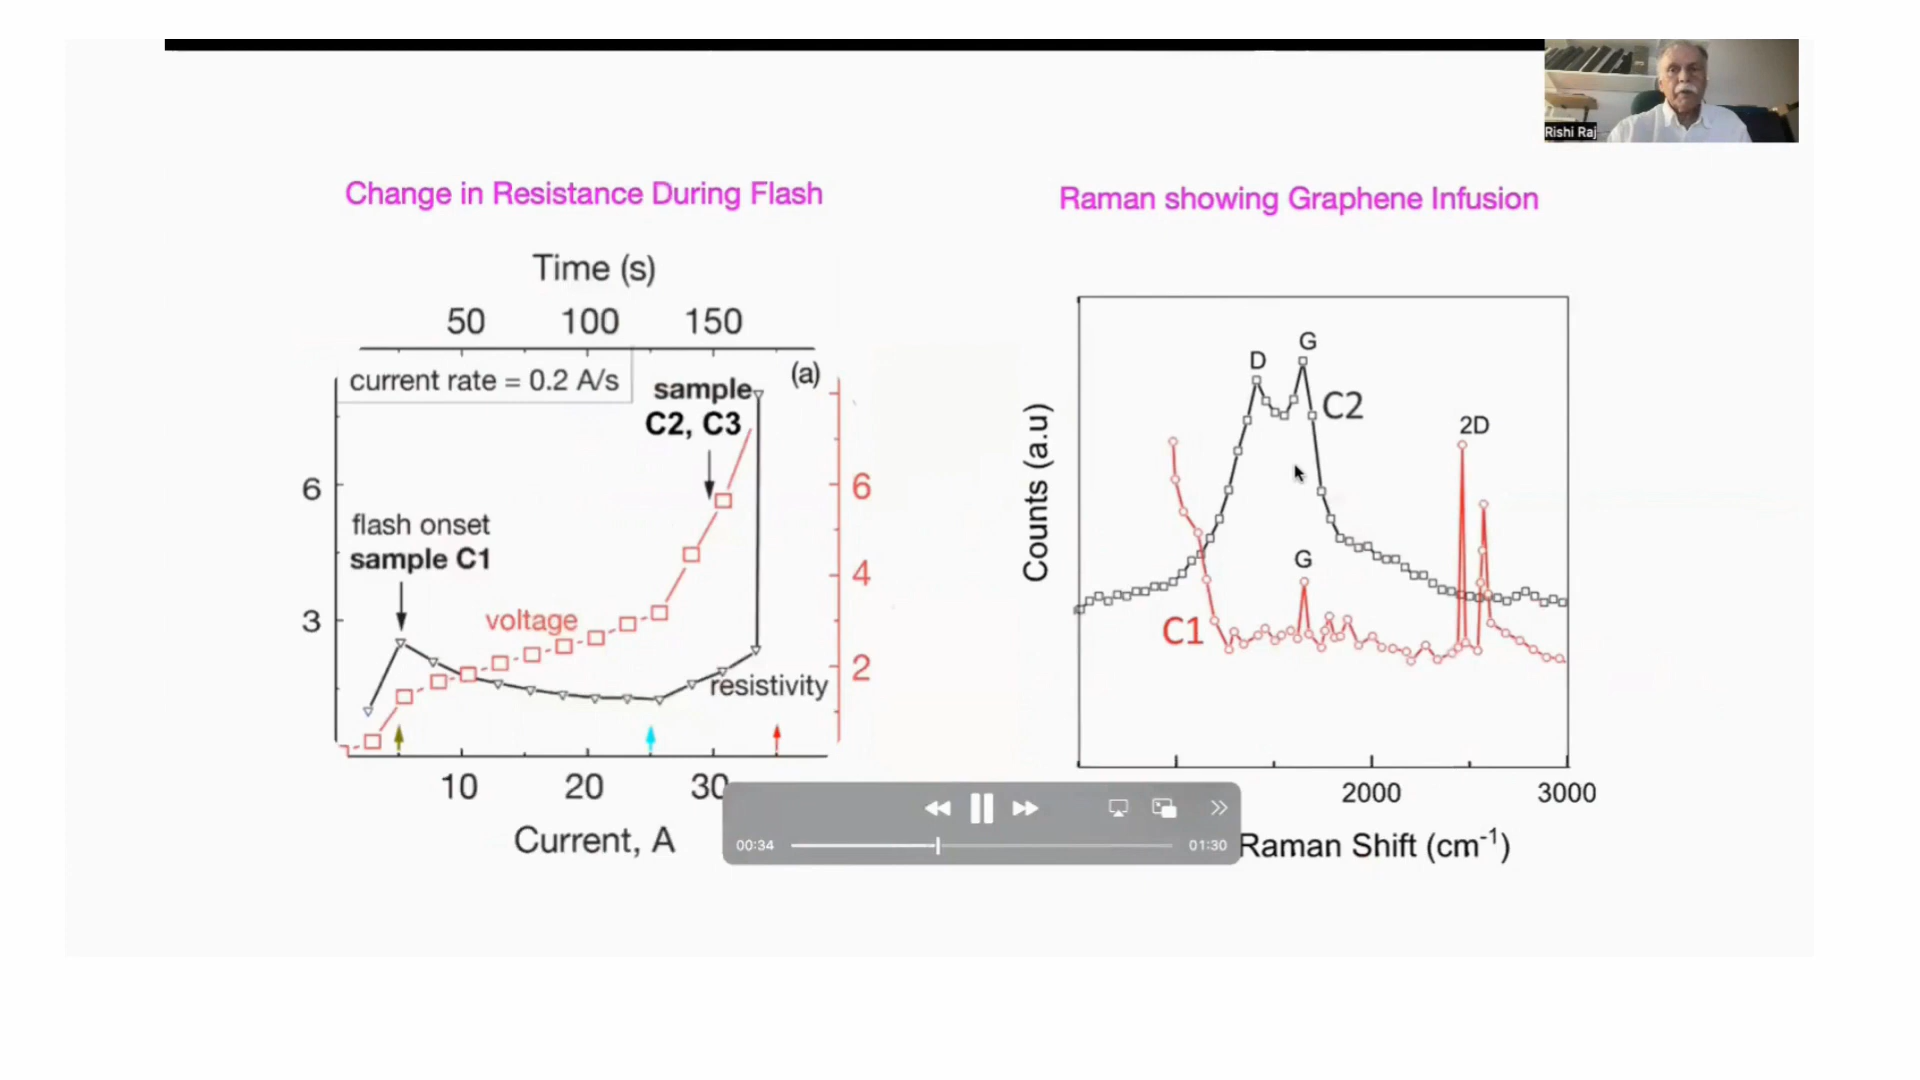 Rishi Raj
Change in Resistance During Flash
Time (s)
50 100 150
current rate = 0.2 A/s
(a)
sample
C2, C3
6
flash onset
sample C1
3
voltage
resistivity
6
4
2
10 20 30
Current, A
Raman showing Graphene Infusion
Counts (a.u)
D
G
C2
2D
G
C1
2000 3000
Raman Shift (cm-1)
00:34
01:30